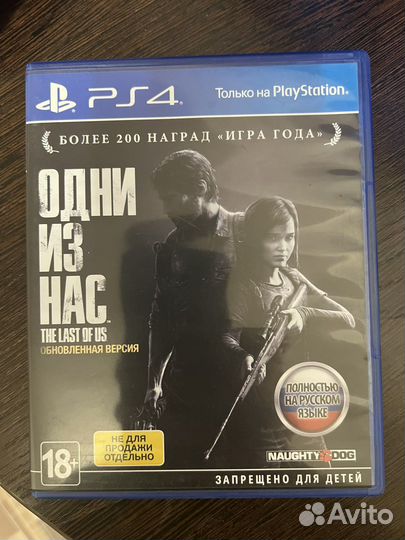 PS4
Только на PlayStation®
БОЛЕЕ 200 НАГРАД «ИГРА ГОДА»
ОДНИ
ИЗ
НАС
THE LAST OF US
ОБНОВЛЕННАЯ ВЕРСИЯ
ПОЛНОСТЬЮ
НА РУССКОМ
ЯЗЫКЕ
НЕ ДЛЯ
ПРОДАЖИ
ОТДЕЛЬНО
18+
NAUGHTY DOG
ЗАПРЕЩЕНО ДЛЯ ДЕТЕЙ
Avito